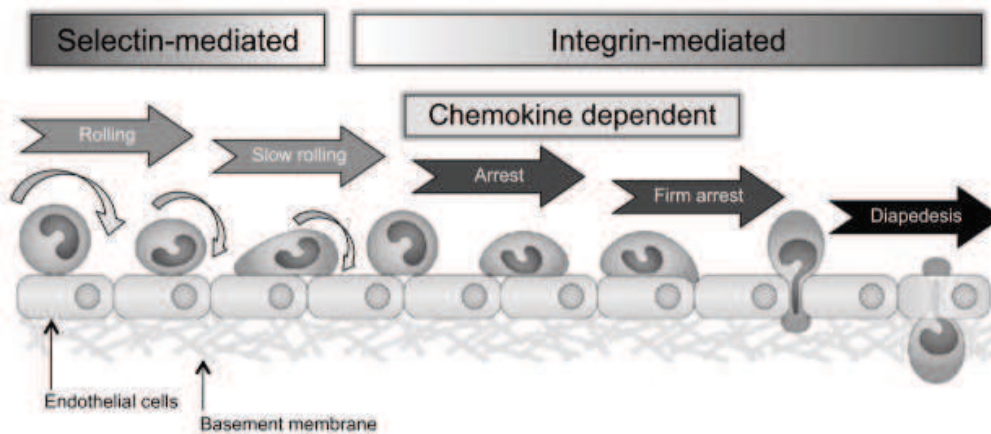 Selectin-mediated
Integrin-mediated
Chemokine dependent
Rolling
Slow rolling
Arrest
Firm arrest
Diapedesis
Endothelial cells
Basement membrane